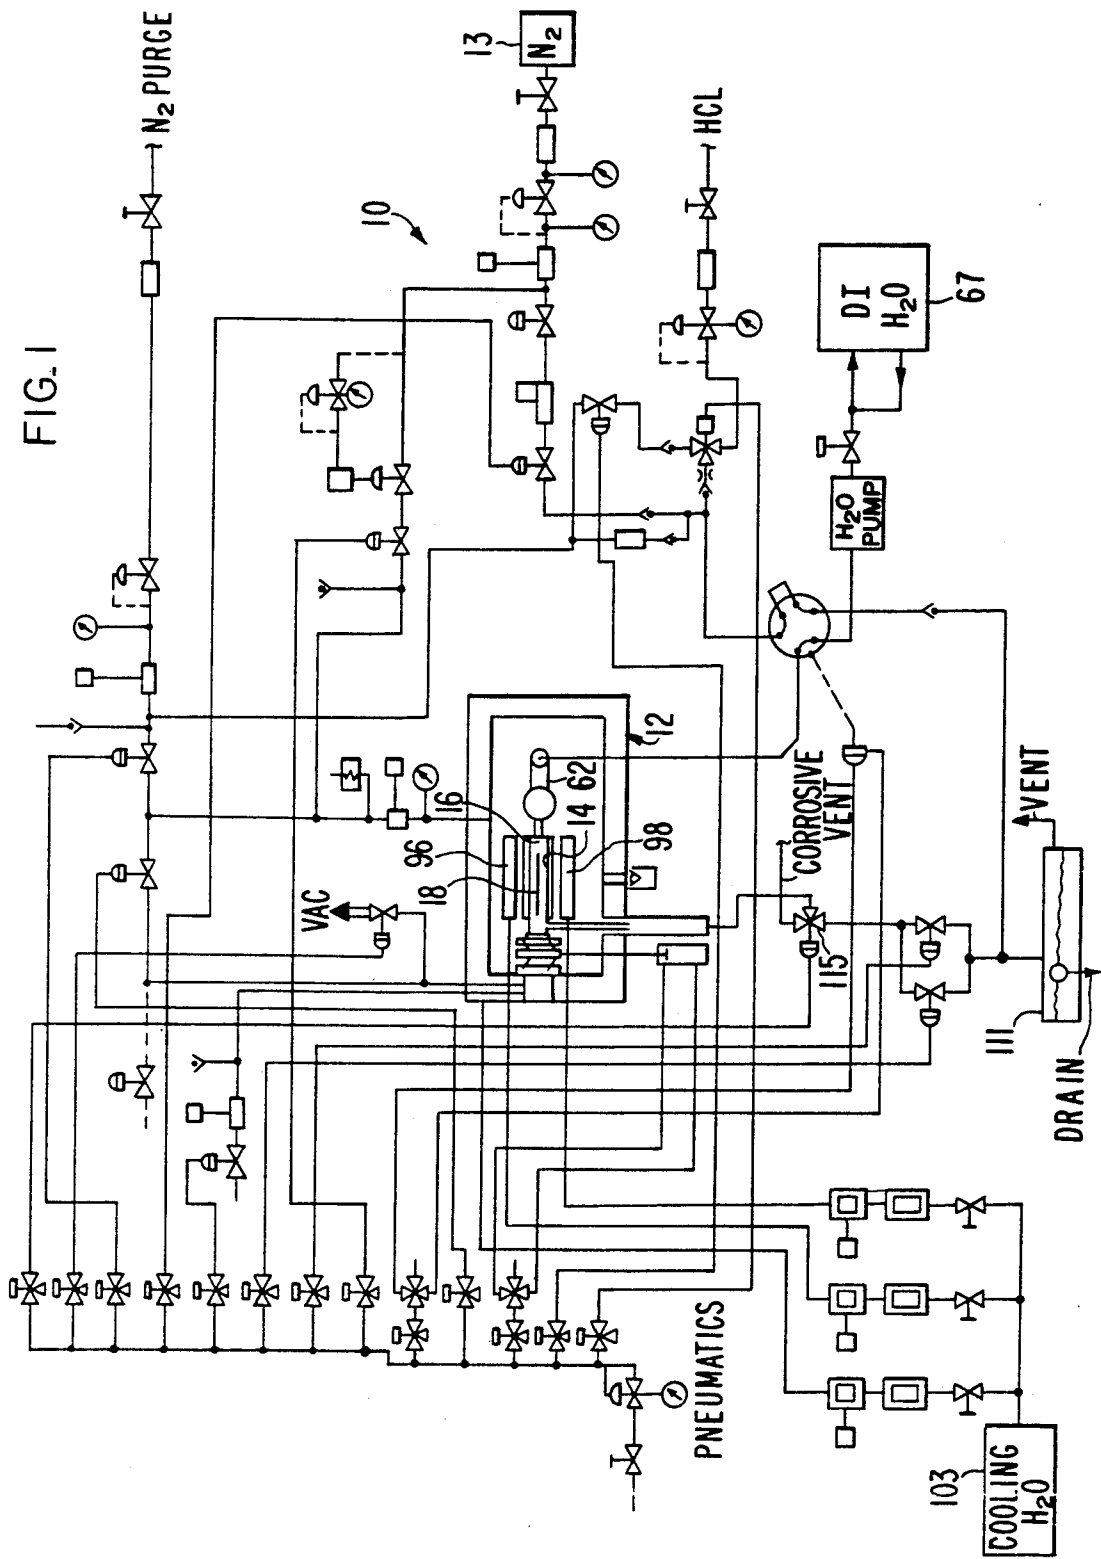 FIG. 1
N2 PURGE
13
N2
10
HCL
DI
H2O
67
H2O
PUMP
12
62
16
14
96
98
18
VAC
CORROSIVE
VENT
115
VENT
111
DRAIN
PNEUMATICS
103
COOLING
H2O